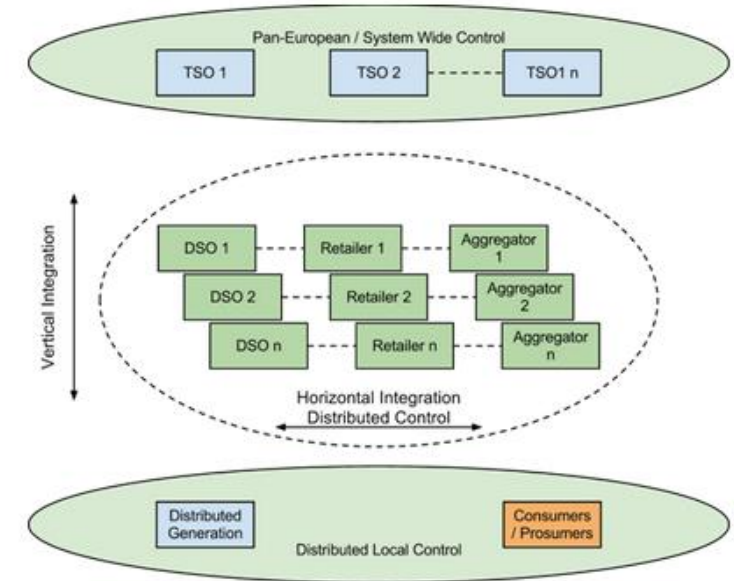 Pan-European / System Wide Control
TSO 1
TSO 2
TSO1 n
Vertical Integration
DSO 1
Retailer 1
Aggregator
1
DSO 2
Retailer 2
Aggregator
2
DSO n
Retailer n
Aggregator
n
Horizontal Integration
Distributed Control
Distributed
Generation
Consumers
/ Prosumers
Distributed Local Control